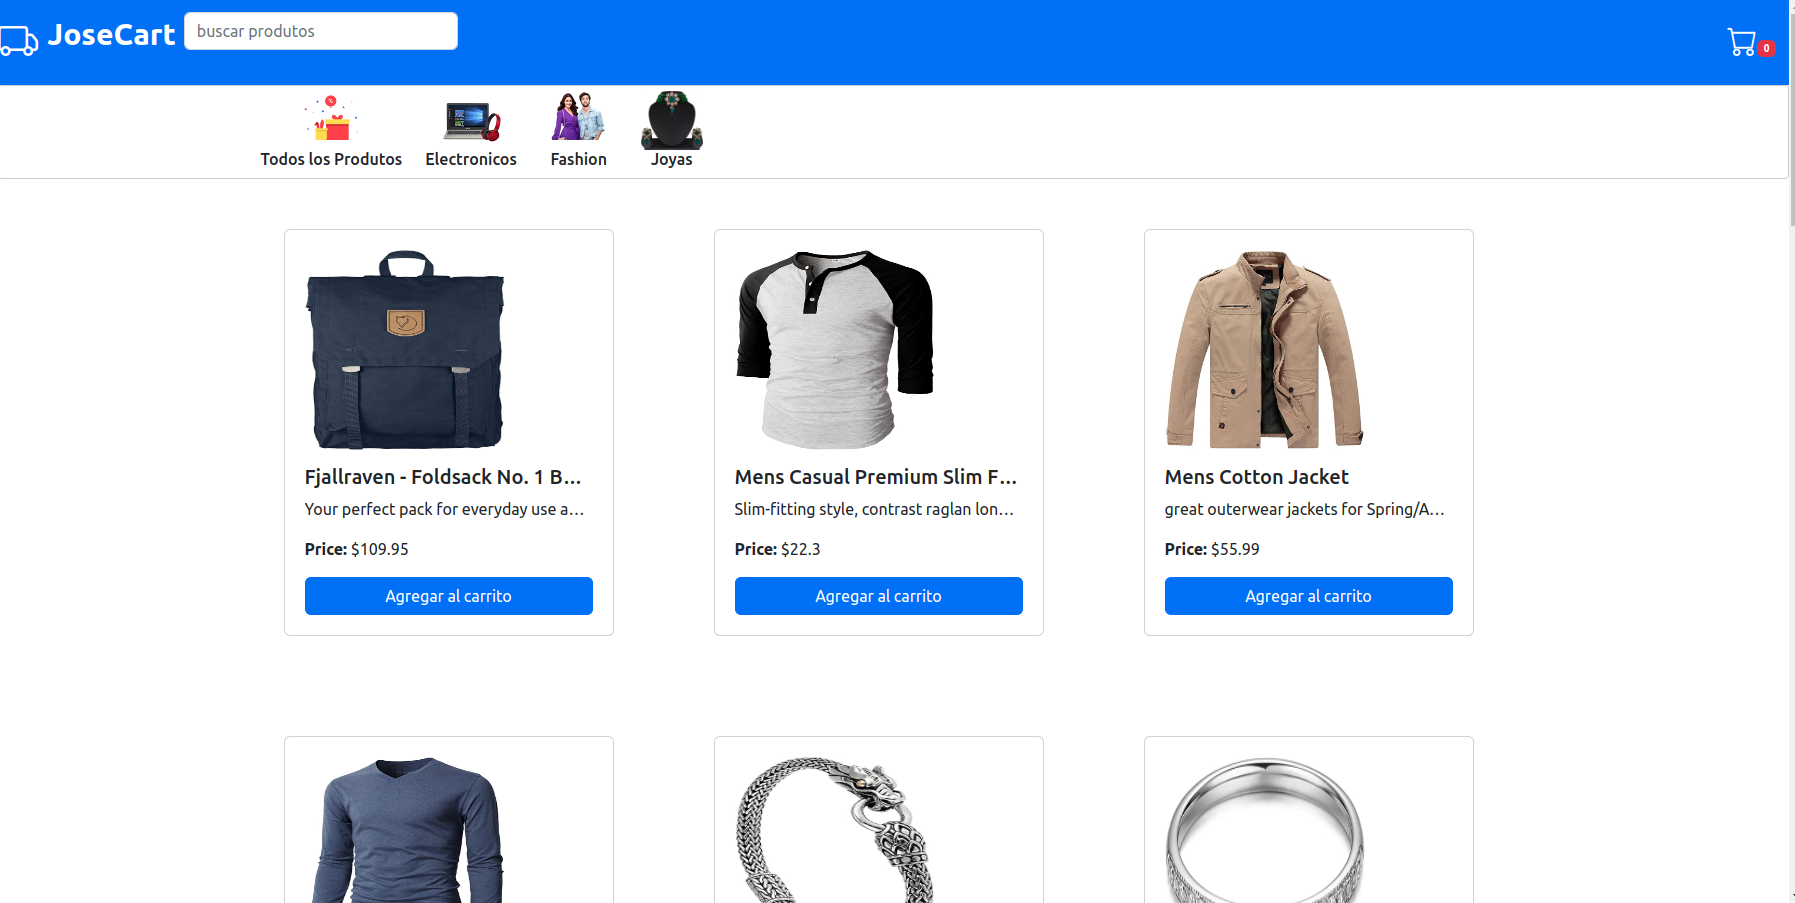 JoseCart
buscar produtos
0
Todos los Produtos
Electronicos
Fashion
Joyas
Fjallraven - Foldsack No. 1 B...
Your perfect pack for everyday use a...
Price: $109.95
Agregar al carrito
Mens Casual Premium Slim F...
Slim-fitting style, contrast raglan lon...
Price: $22.3
Agregar al carrito
Mens Cotton Jacket
great outerwear jackets for Spring/A...
Price: $55.99
Agregar al carrito